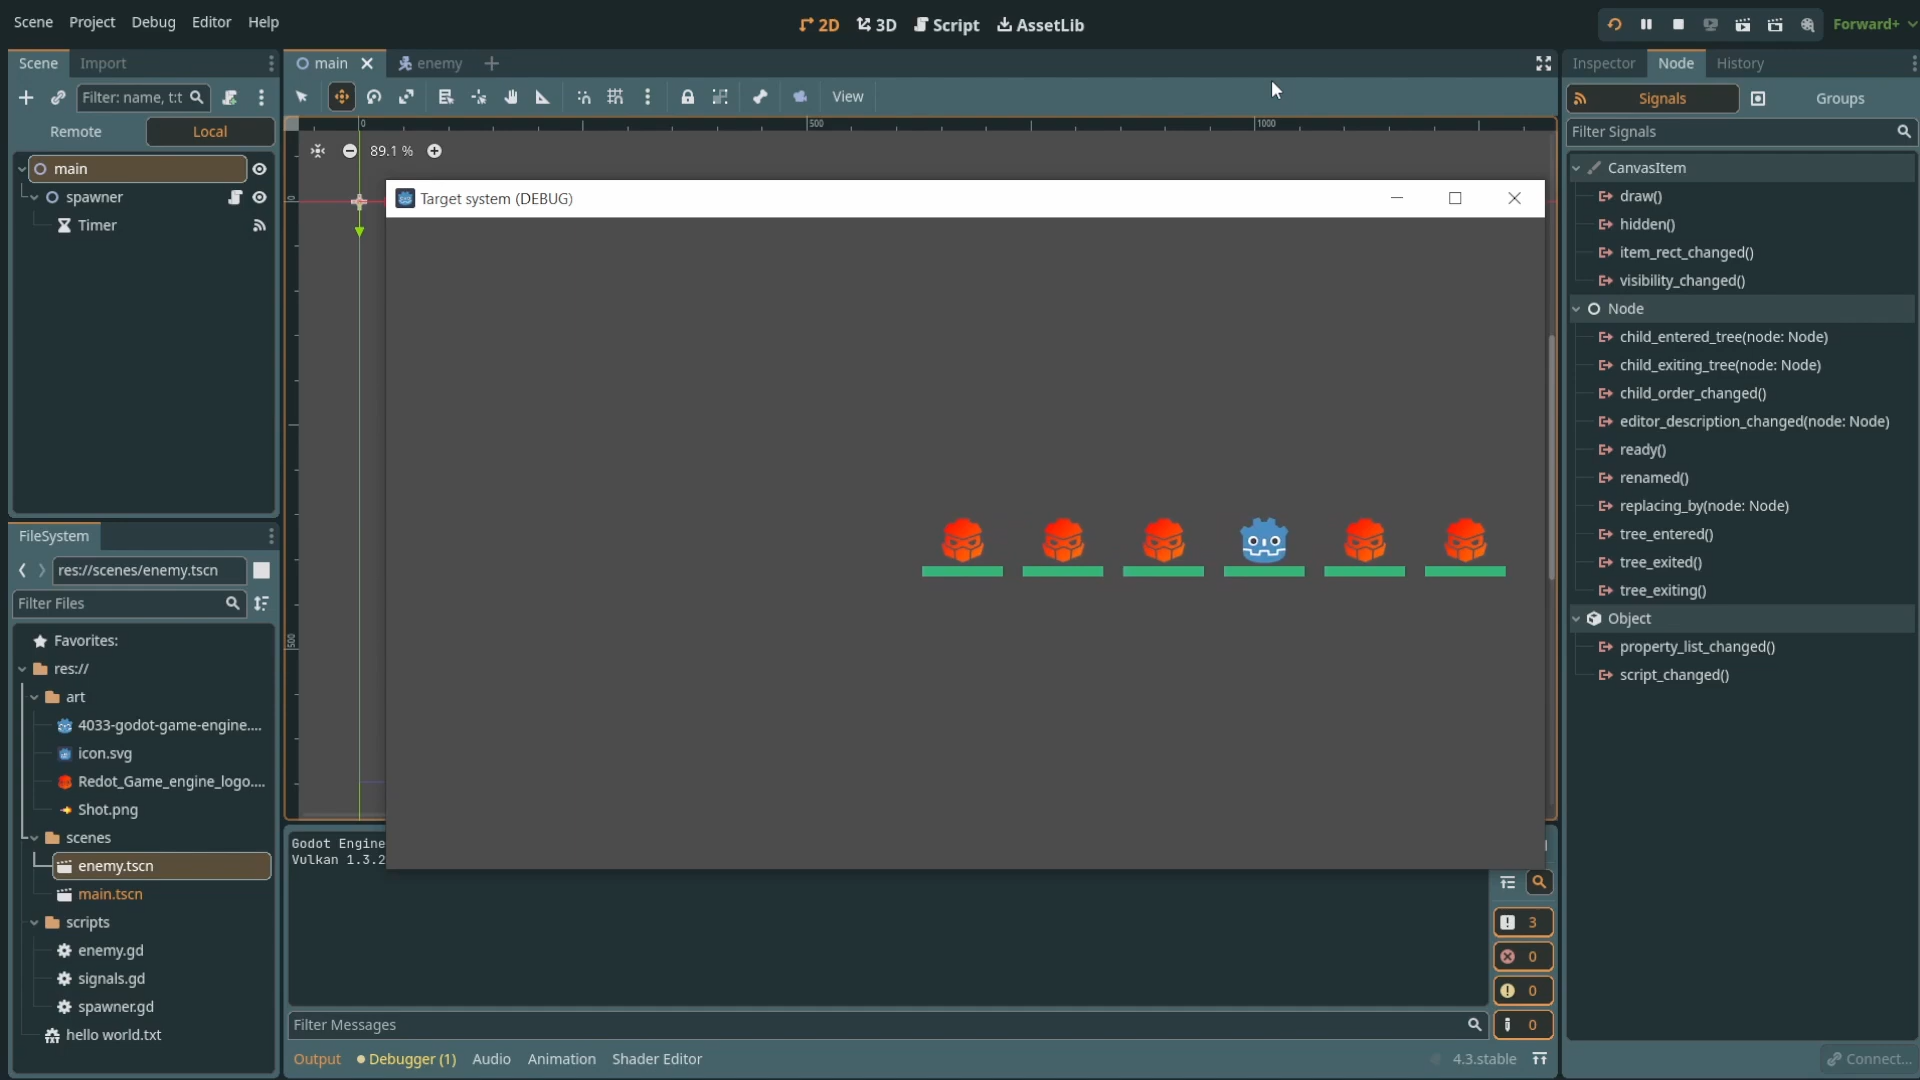 Scene Project Debug Editor Help
2D 3D Script AssetLib
Forward+
Scene Import
Filter: name, t:t
Remote Local
main
spawner
Timer
FileSystem
res://scenes/enemy.tscn
Filter Files
Favorites:
res://
art
4033-godot-game-engine....
icon.svg
Redot_Game_engine_logo....
Shot.png
scenes
enemy.tscn
main.tscn
scripts
enemy.gd
signals.gd
spawner.gd
hello world.txt
main enemy
View
0 500 1000
89.1 %
0
500
Target system (DEBUG)
Godot Engine
Vulkan 1.3.2
3
0
0
0
Filter Messages
Output Debugger (1) Audio Animation Shader Editor
4.3.stable
Inspector Node History
Signals Groups
Filter Signals
CanvasItem
draw()
hidden()
item_rect_changed()
visibility_changed()
Node
child_entered_tree(node: Node)
child_exiting_tree(node: Node)
child_order_changed()
editor_description_changed(node: Node)
ready()
renamed()
replacing_by(node: Node)
tree_entered()
tree_exited()
tree_exiting()
Object
property_list_changed()
script_changed()
Connect...